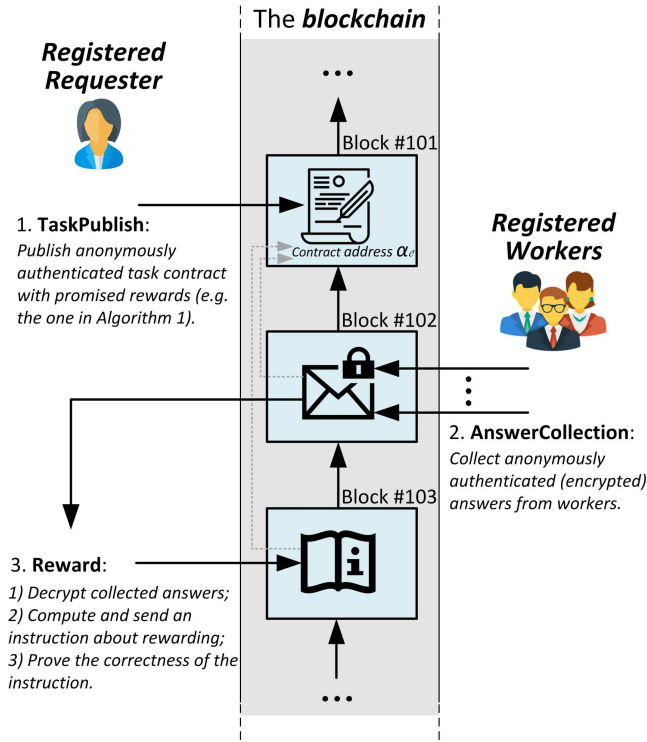 The blockchain
Registered
Requester
...
Block #101
1. TaskPublish:
Publish anonymously
authenticated task contract
with promised rewards (e.g.
the one in Algorithm 1).
Contract address αₑ
Registered
Workers
Block #102
...
2. AnswerCollection:
Collect anonymously
authenticated (encrypted)
answers from workers.
Block #103
3. Reward:
1) Decrypt collected answers;
2) Compute and send an
instruction about rewarding;
3) Prove the correctness of the
instruction.
i
...